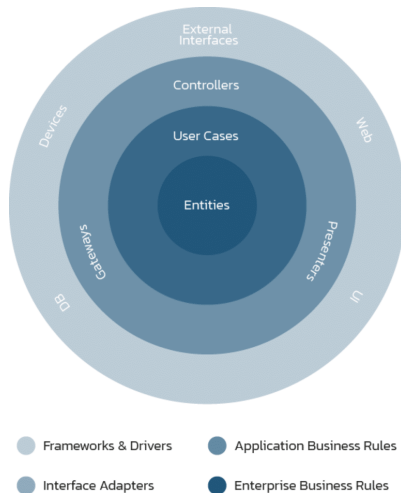 External
Interfaces
Controllers
Devices
Web
User Cases
Entities
Gateways
Presenters
DB
UI
Frameworks & Drivers
Application Business Rules
Interface Adapters
Enterprise Business Rules